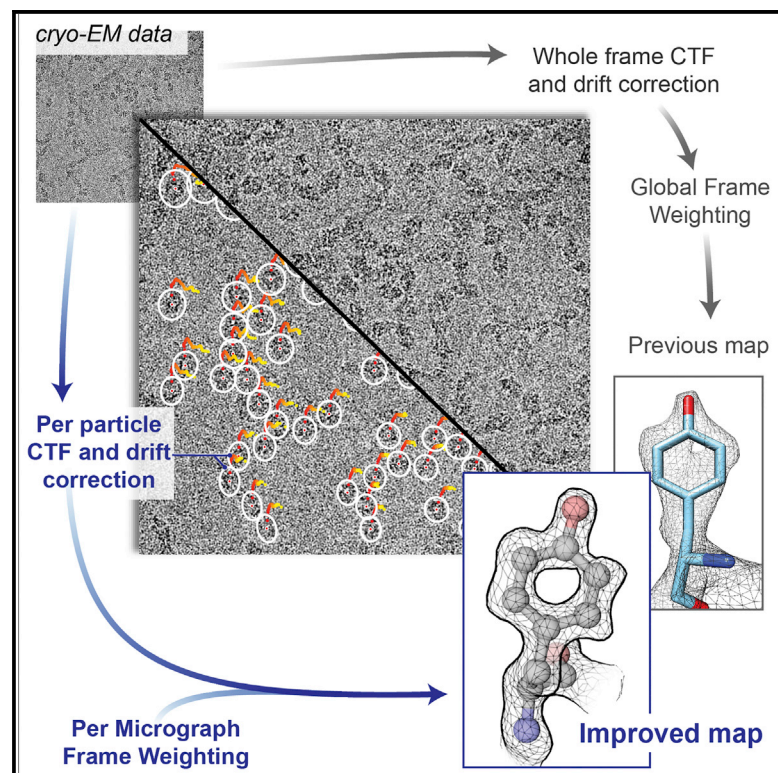 cryo-EM data
Whole frame CTF
and drift correction
Global Frame
Weighting
Previous map
Per particle
CTF and drift
correction
Per Micrograph
Frame Weighting
Improved map